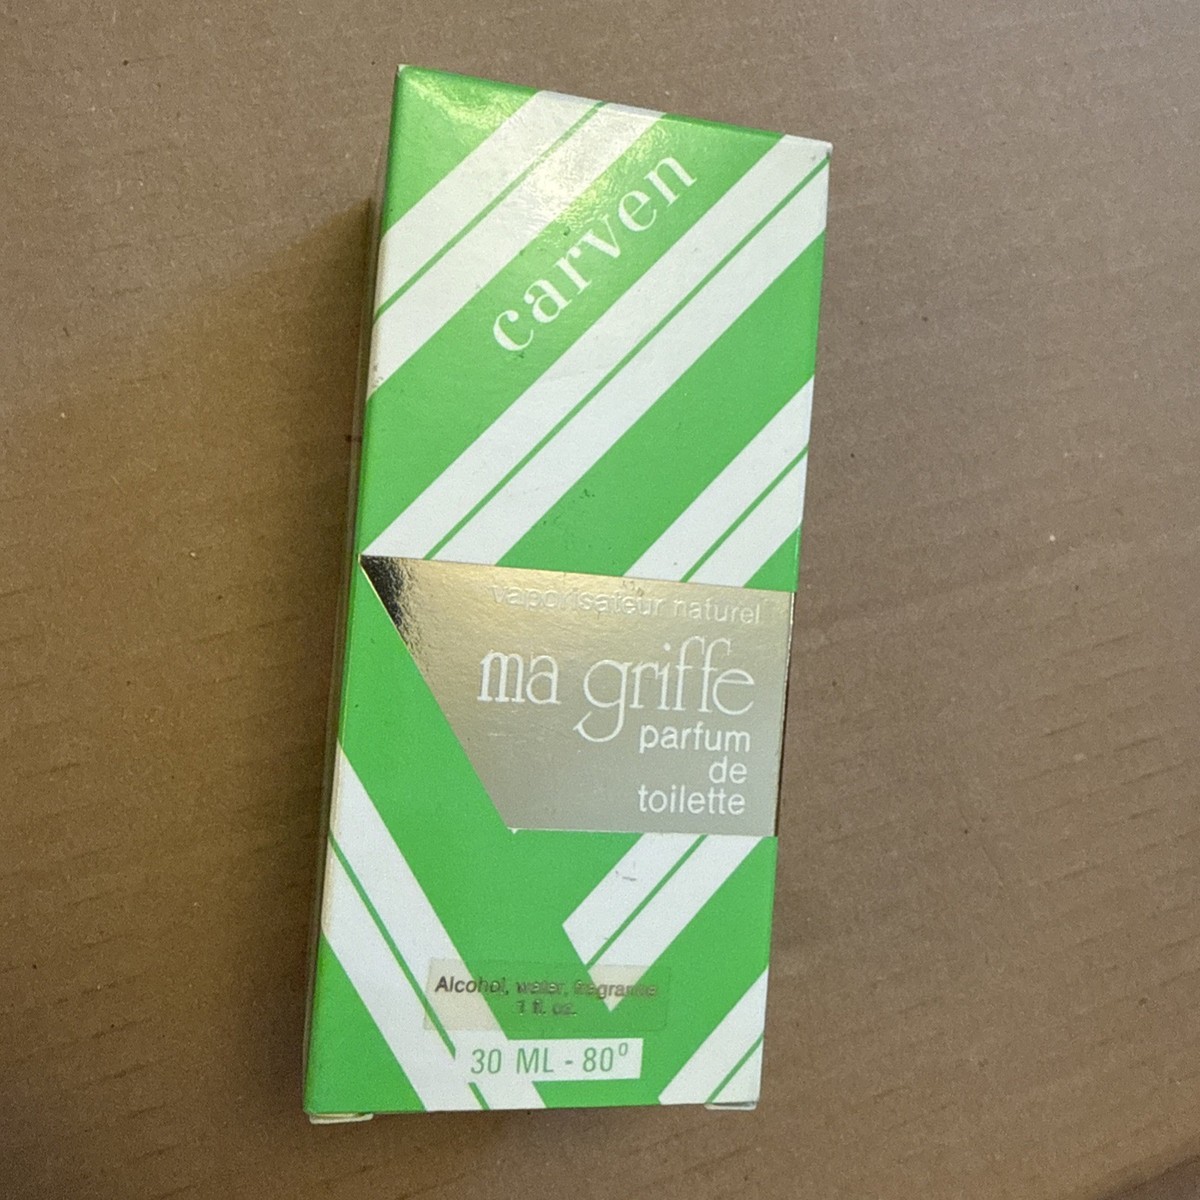 carven
vaporisateur naturel
ma griffe
parfum
de
toilette
Alcohol, water, fragrance
1 fl. oz.
30 ML - 80°